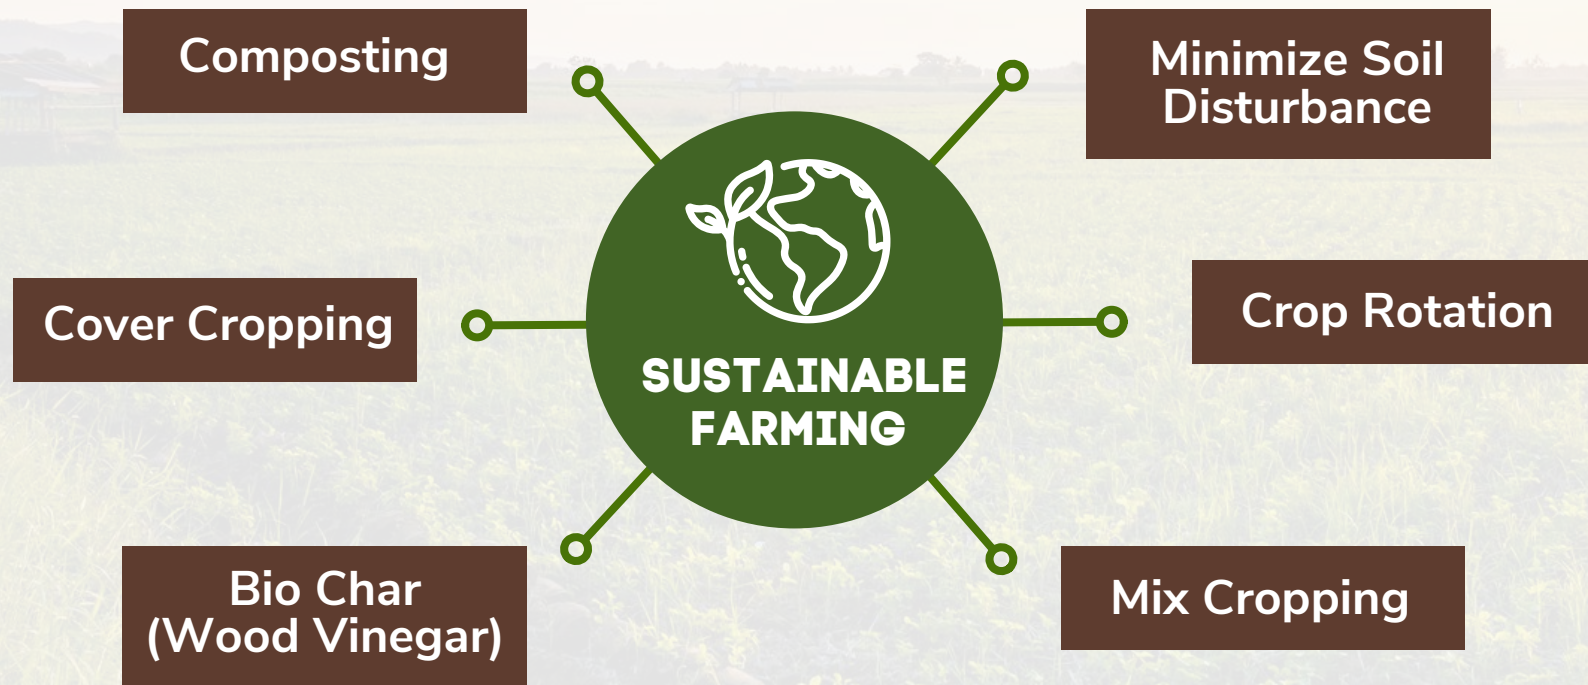 Composting
Minimize Soil
Disturbance
Cover Cropping
SUSTAINABLE
FARMING
Crop Rotation
Bio Char
(Wood Vinegar)
Mix Cropping